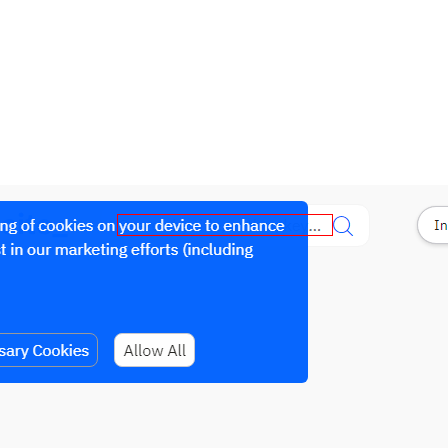 ng of cookies on your device to enhance
...
In
t in our marketing efforts (including
sary Cookies
Allow All